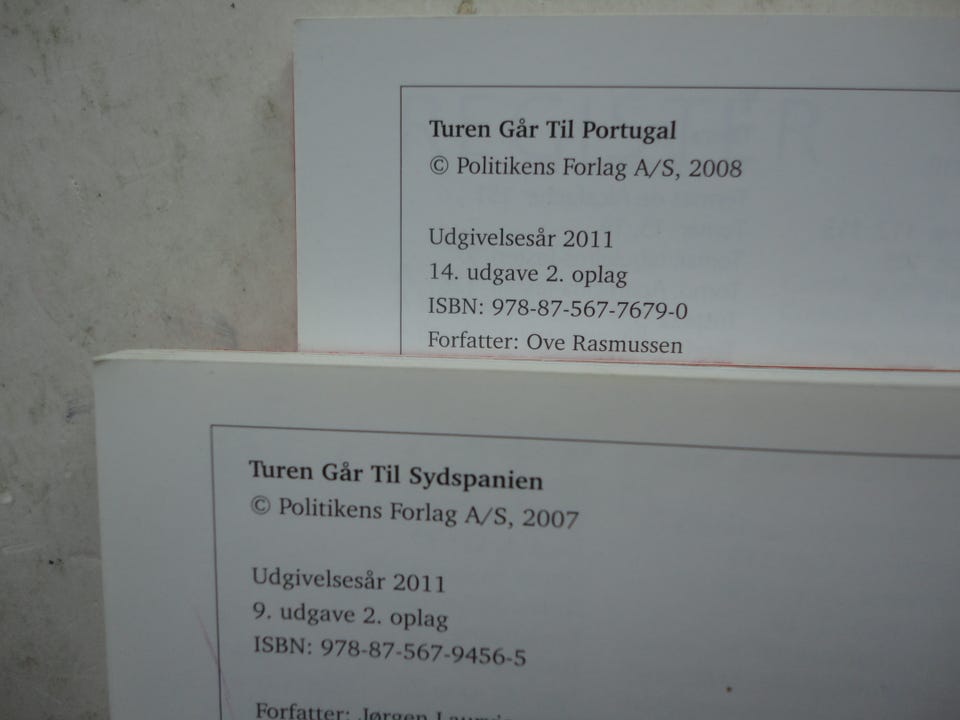 Turen Går Til Portugal
© Politikens Forlag A/S, 2008
Udgivelsesår 2011
14. udgave 2. oplag
ISBN: 978-87-567-7679-0
Forfatter: Ove Rasmussen
Turen Går Til Sydspanien
© Politikens Forlag A/S, 2007
Udgivelsesår 2011
9. udgave 2. oplag
ISBN: 978-87-567-9456-5
Forfatter: Jørgen